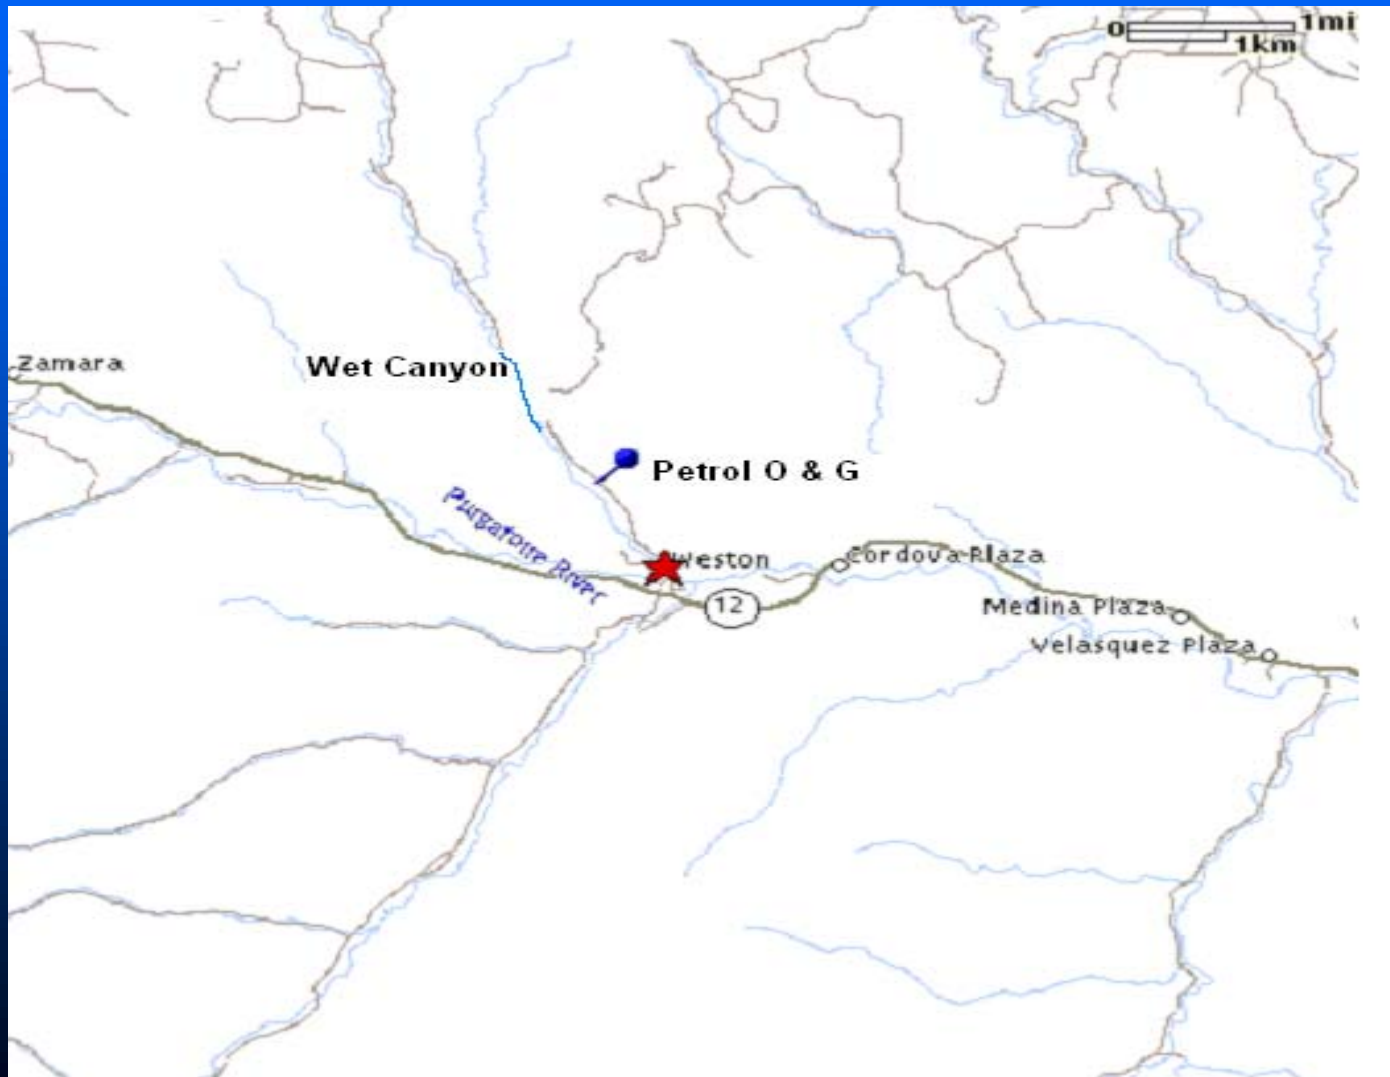 0 1mi
1km
Zamara
Wet Canyon
Petrol O & G
Purgatoire River
Weston
Cordova Plaza
12
Medina Plaza
Velasquez Plaza